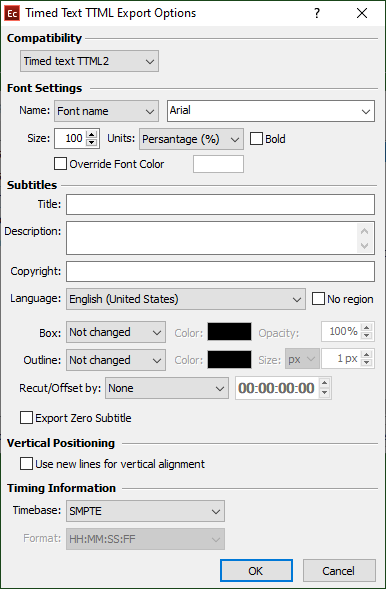 Ec Timed Text TTML Export Options ?
Compatibility
Timed text TTML2
Font Settings
Name: Font name Arial
Size: 100 Units: Persantage (%) Bold
Override Font Color
Subtitles
Title:
Description:
Copyright:
Language: English (United States) No region
Box: Not changed Color: Opacity: 100%
Outline: Not changed Color: Size: px 1 px
Recut/Offset by: None 00:00:00:00
Export Zero Subtitle
Vertical Positioning
Use new lines for vertical alignment
Timing Information
Timebase: SMPTE
Format: HH:MM:SS:FF
OK Cancel